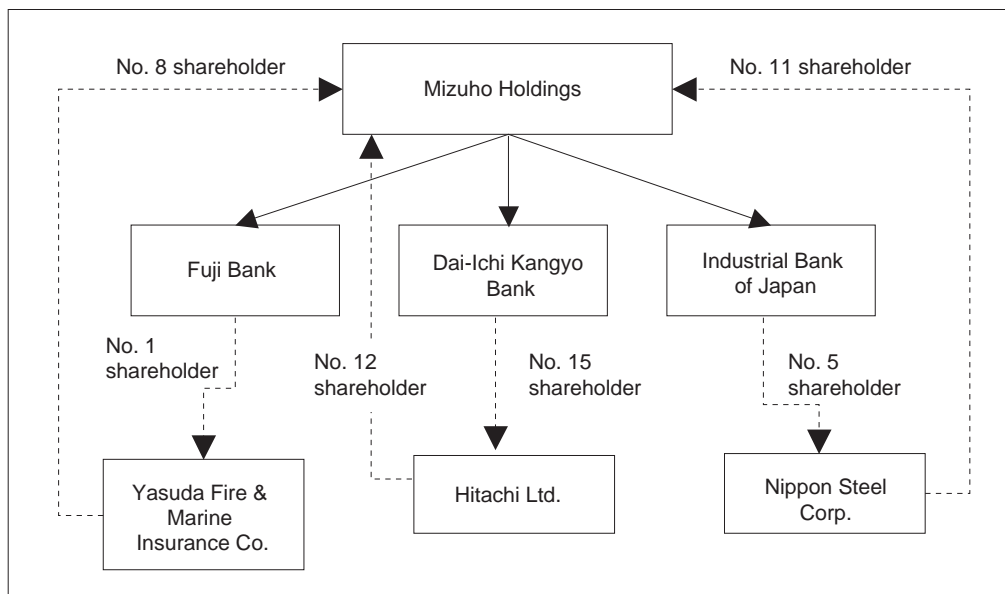 No. 8 shareholder
Mizuho Holdings
No. 11 shareholder
Fuji Bank
Dai-Ichi Kangyo
Bank
Industrial Bank
of Japan
No. 1
shareholder
No. 12
shareholder
No. 15
shareholder
No. 5
shareholder
Yasuda Fire &
Marine
Insurance Co.
Hitachi Ltd.
Nippon Steel
Corp.